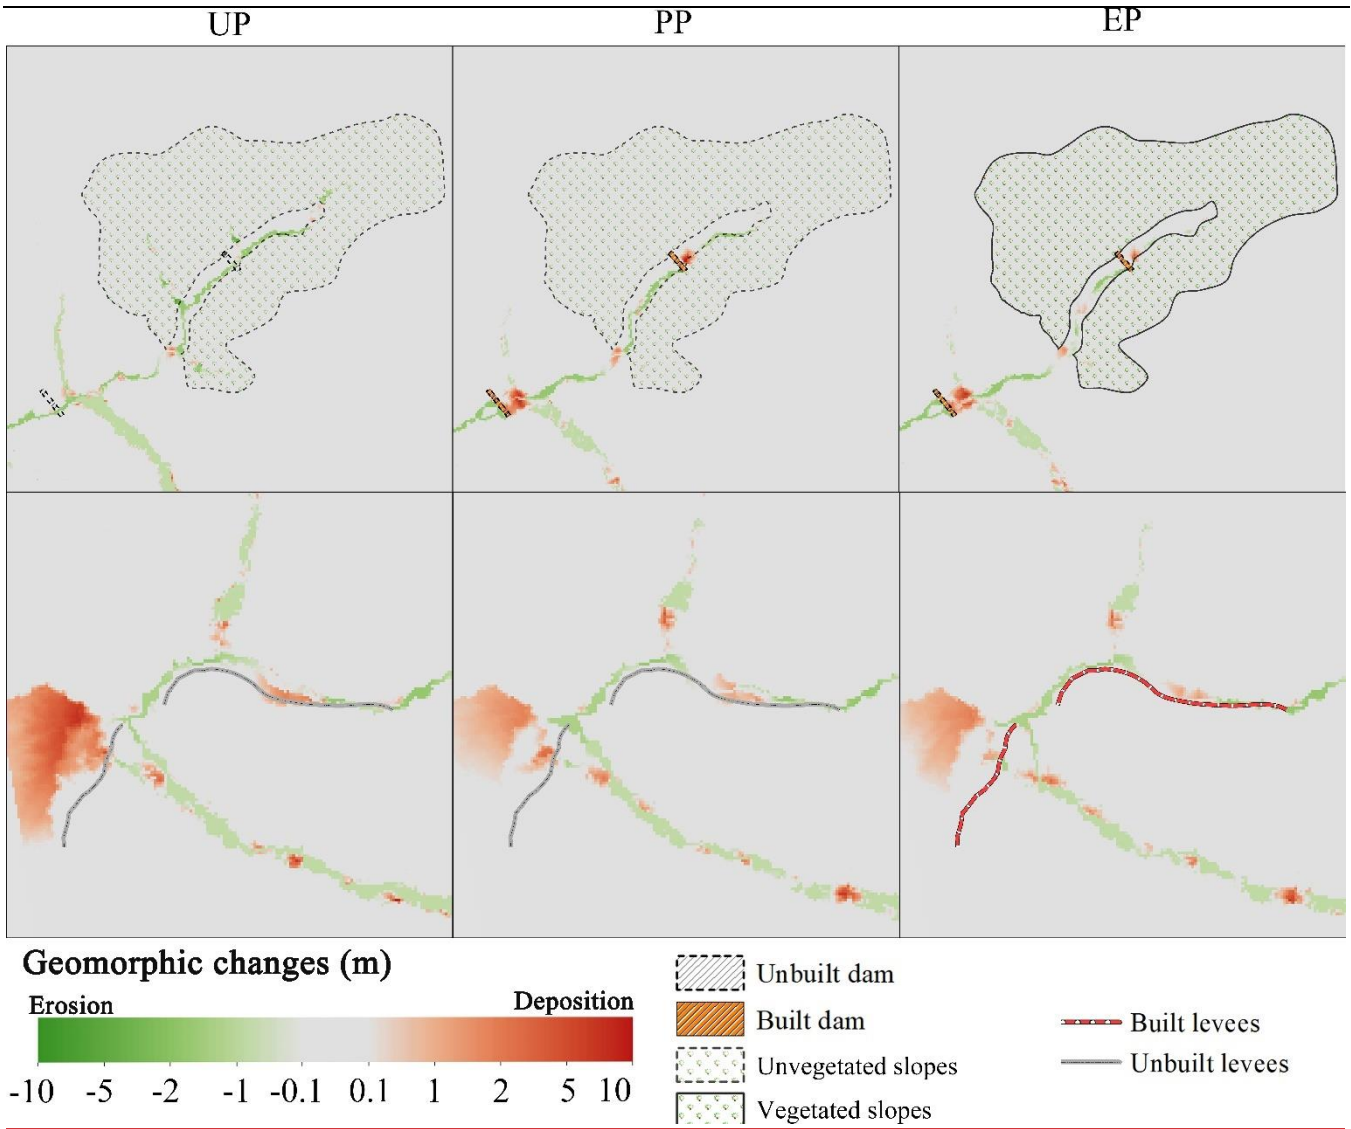 UP PP EP
Geomorphic changes (m)
Erosion Deposition
-10 -5 -2 -1 -0.1 0.1 1 2 5 10
Unbuilt dam
Built dam
Unvegetated slopes
Vegetated slopes
Built levees
Unbuilt levees